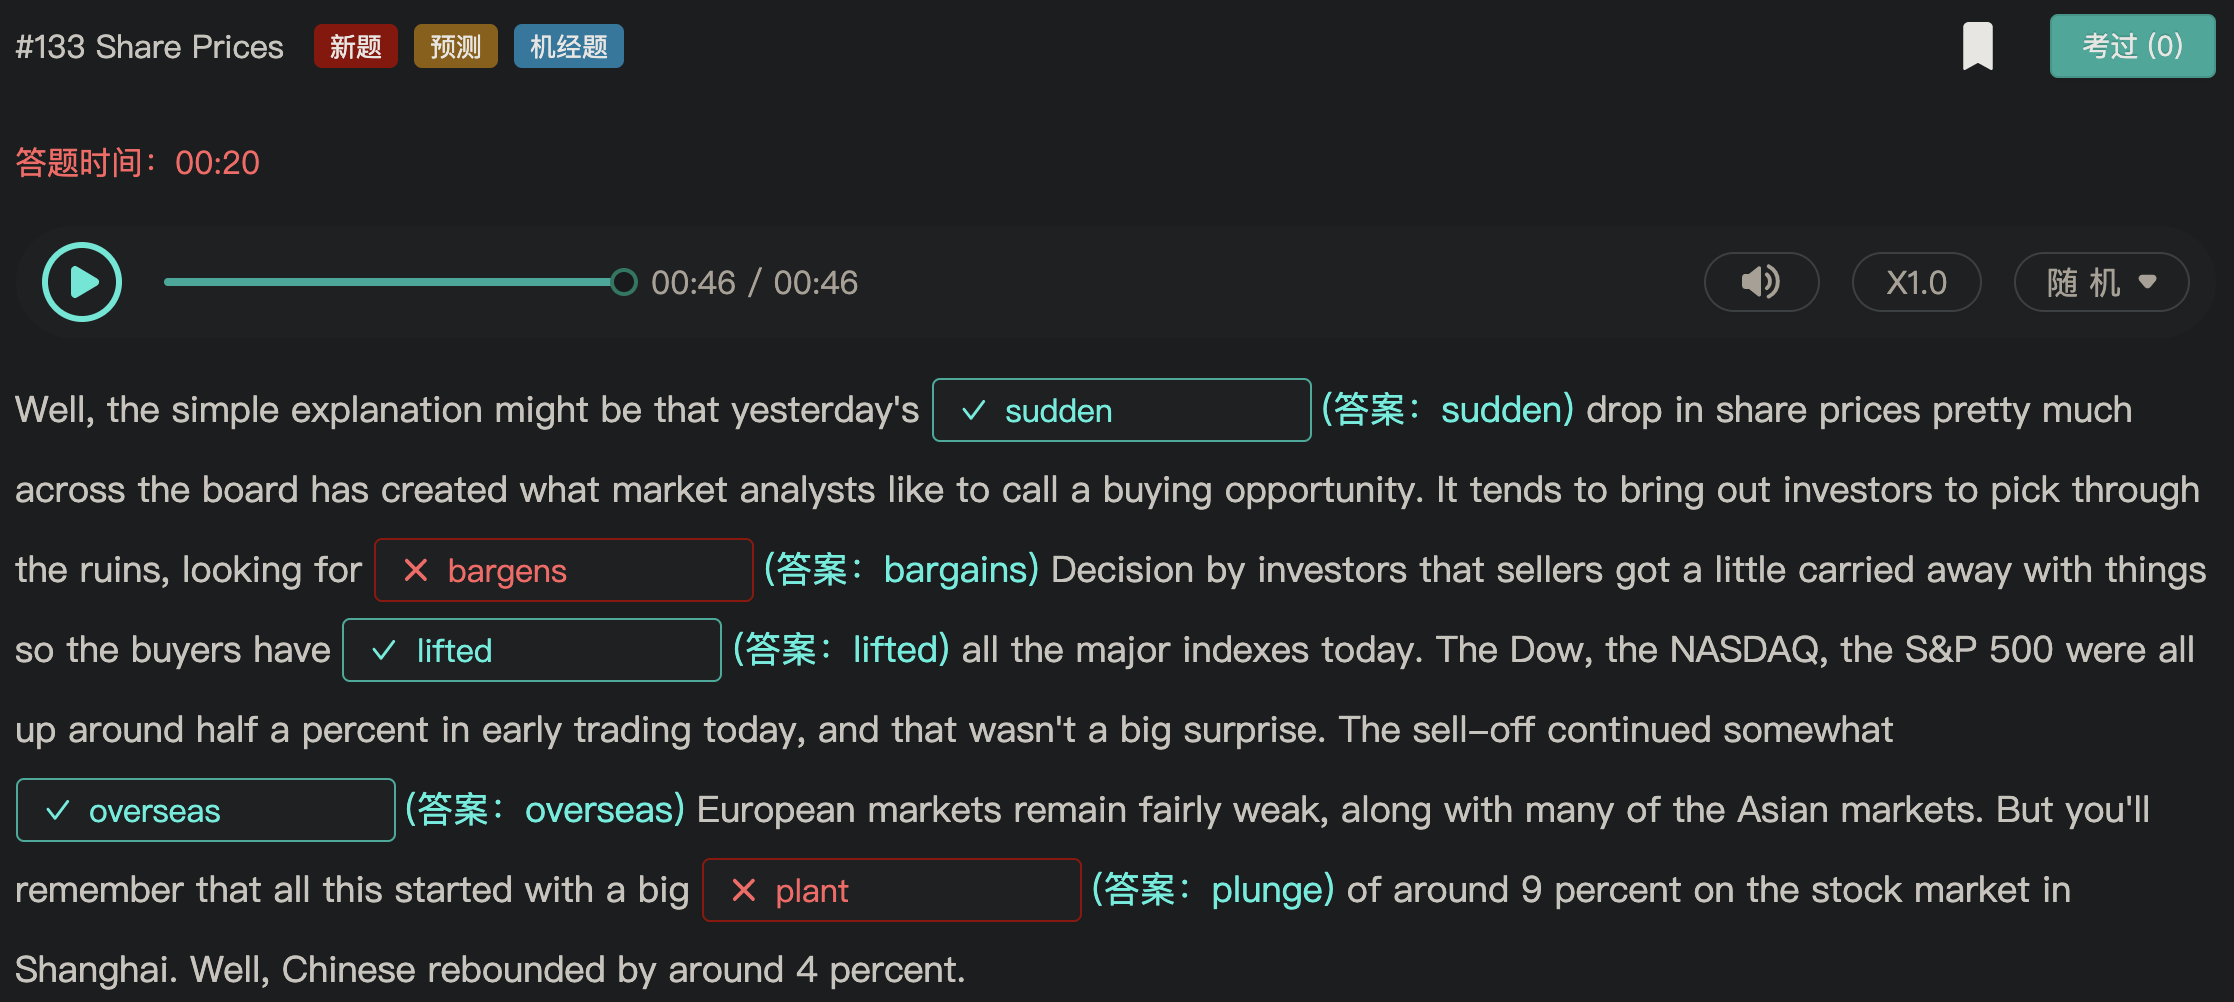 #133 Share Prices 新题 预测 机经题 考过 (0)
答题时间：00:20
00:46 / 00:46 X1.0 随 机
Well, the simple explanation might be that yesterday's ✓ sudden (答案：sudden) drop in share prices pretty much
across the board has created what market analysts like to call a buying opportunity. It tends to bring out investors to pick through
the ruins, looking for ✕ bargens (答案：bargains) Decision by investors that sellers got a little carried away with things
so the buyers have ✓ lifted (答案：lifted) all the major indexes today. The Dow, the NASDAQ, the S&P 500 were all
up around half a percent in early trading today, and that wasn't a big surprise. The sell–off continued somewhat
✓ overseas (答案：overseas) European markets remain fairly weak, along with many of the Asian markets. But you'll
remember that all this started with a big ✕ plant (答案：plunge) of around 9 percent on the stock market in
Shanghai. Well, Chinese rebounded by around 4 percent.